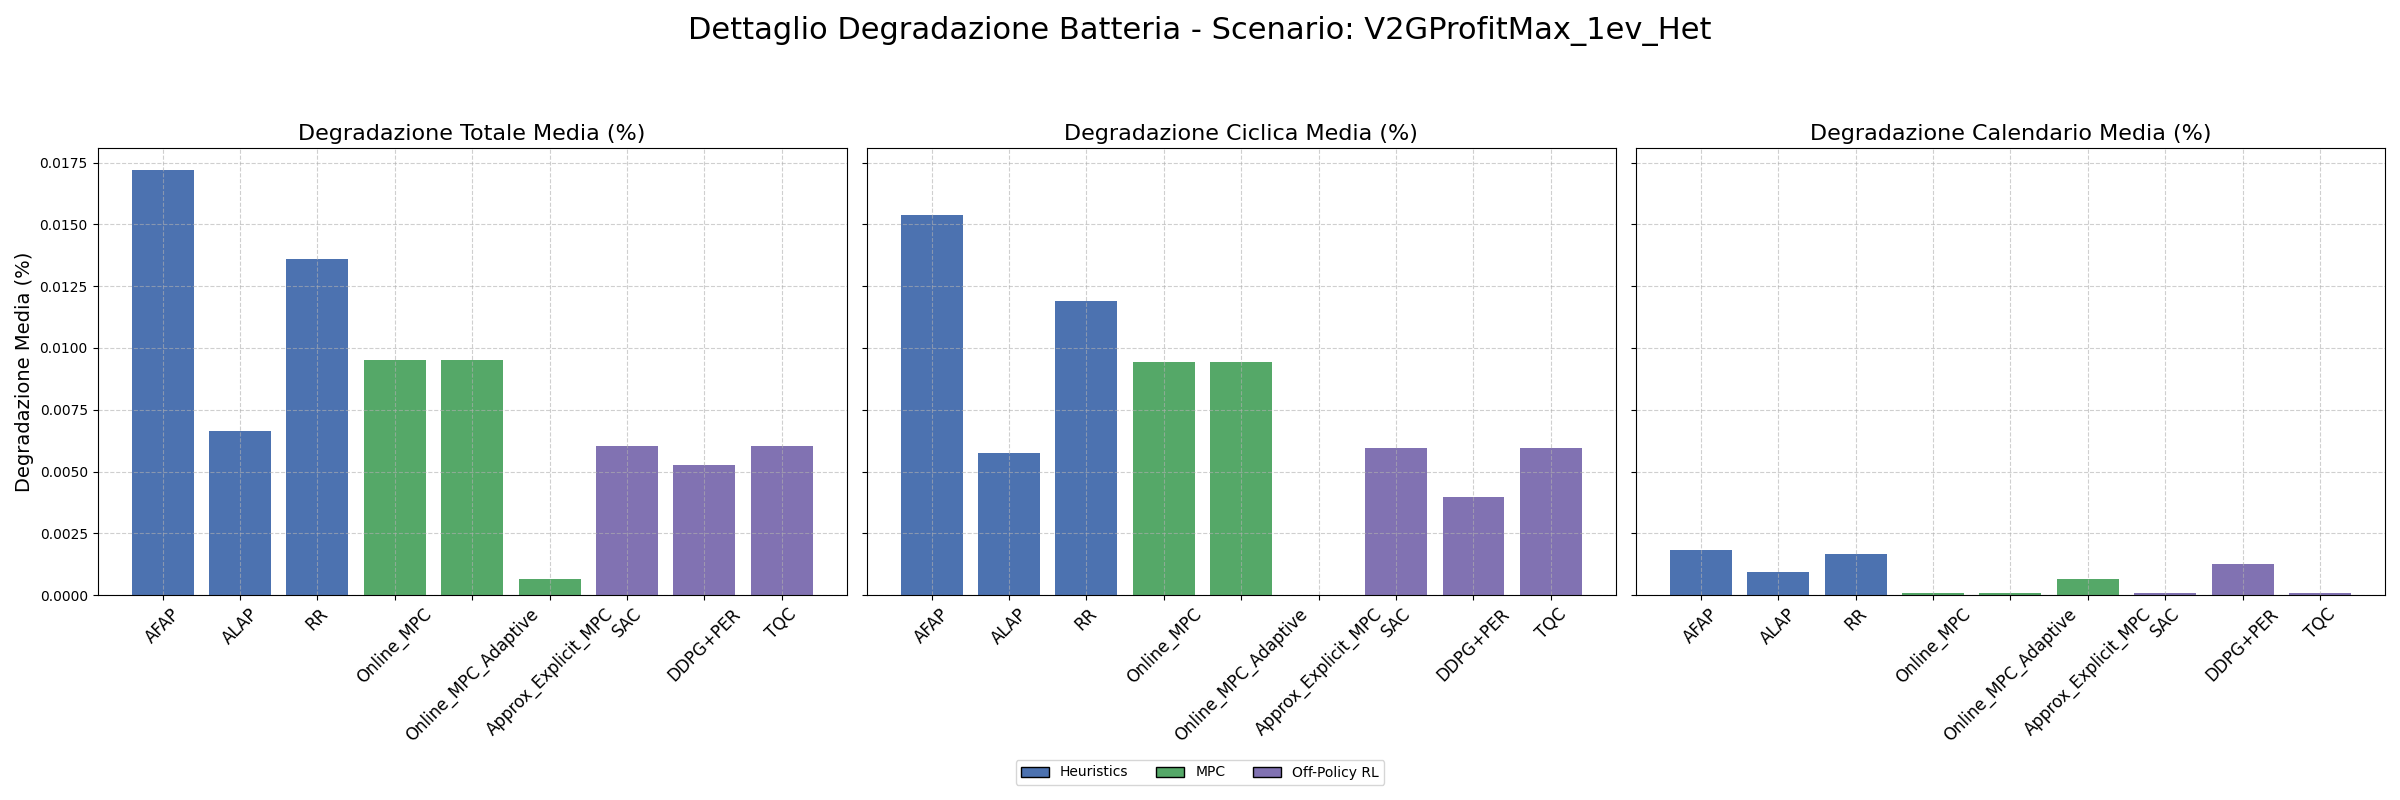 Dettaglio Degradazione Batteria - Scenario: V2GProfitMax_1ev_Het
Degradazione Totale Media (%)
Degradazione Ciclica Media (%)
Degradazione Calendario Media (%)
Degradazione Media (%)
0.0175
0.0150
0.0125
0.0100
0.0075
0.0050
0.0025
0.0000
AFAP
ALAP
RR
Online_MPC
Online_MPC_Adaptive
Approx_Explicit_MPC
SAC
DDPG+PER
TQC
AFAP
ALAP
RR
Online_MPC
Online_MPC_Adaptive
Approx_Explicit_MPC
SAC
DDPG+PER
TQC
AFAP
ALAP
RR
Online_MPC
Online_MPC_Adaptive
Approx_Explicit_MPC
SAC
DDPG+PER
TQC
Heuristics
MPC
Off-Policy RL